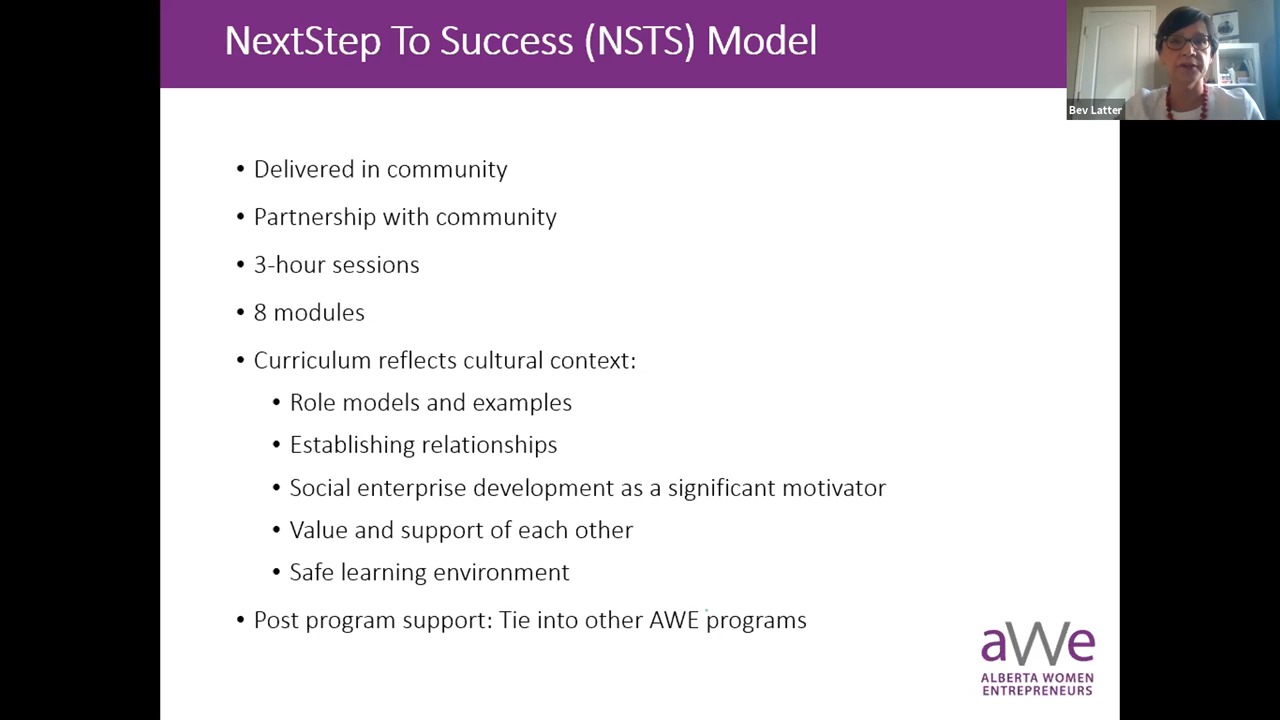 NextStep To Success (NSTS) Model
Bev Latter
• Delivered in community
• Partnership with community
• 3-hour sessions
• 8 modules
• Curriculum reflects cultural context:
• Role models and examples
• Establishing relationships
• Social enterprise development as a significant motivator
• Value and support of each other
• Safe learning environment
• Post program support: Tie into other AWE programs
aWe
ALBERTA WOMEN
ENTREPRENEURS